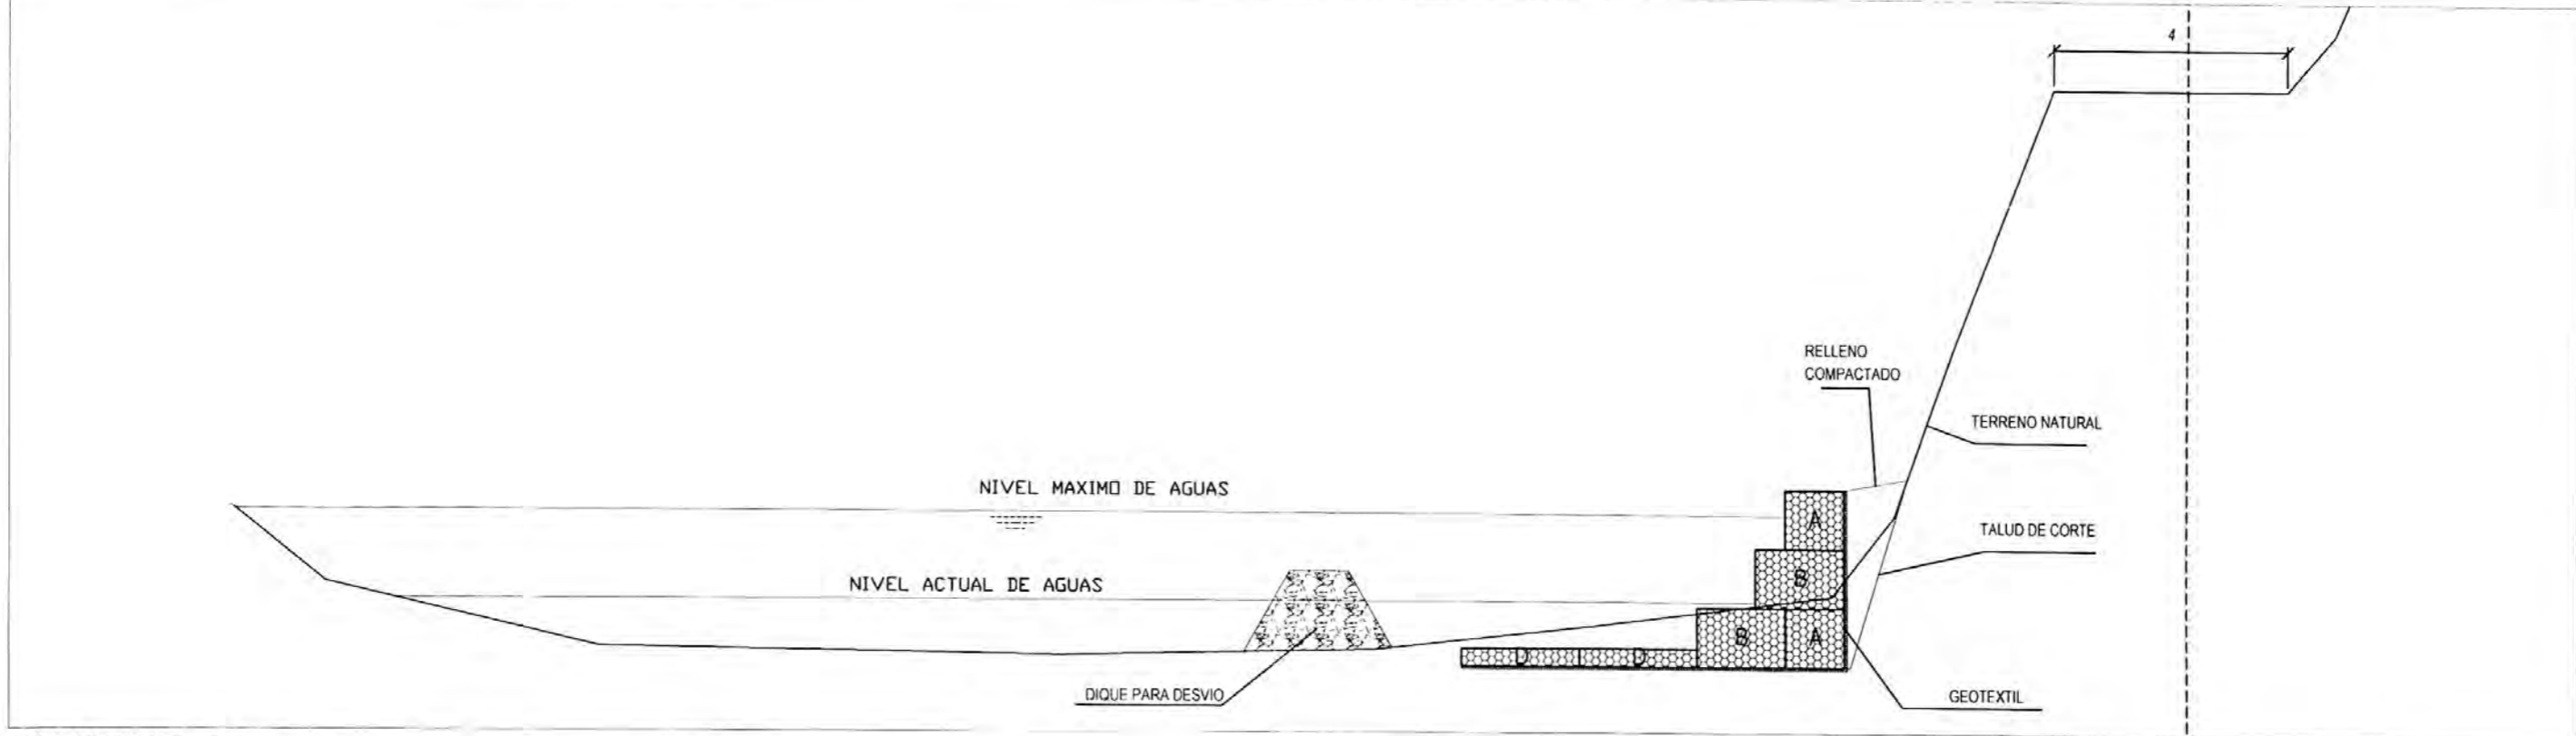 4
RELLENO
COMPACTADO
TERRENO NATURAL
NIVEL MAXIMO DE AGUAS
A
TALUD DE CORTE
NIVEL ACTUAL DE AGUAS
B
B
A
D
D
DIQUE PARA DESVIO
GEOTEXTIL